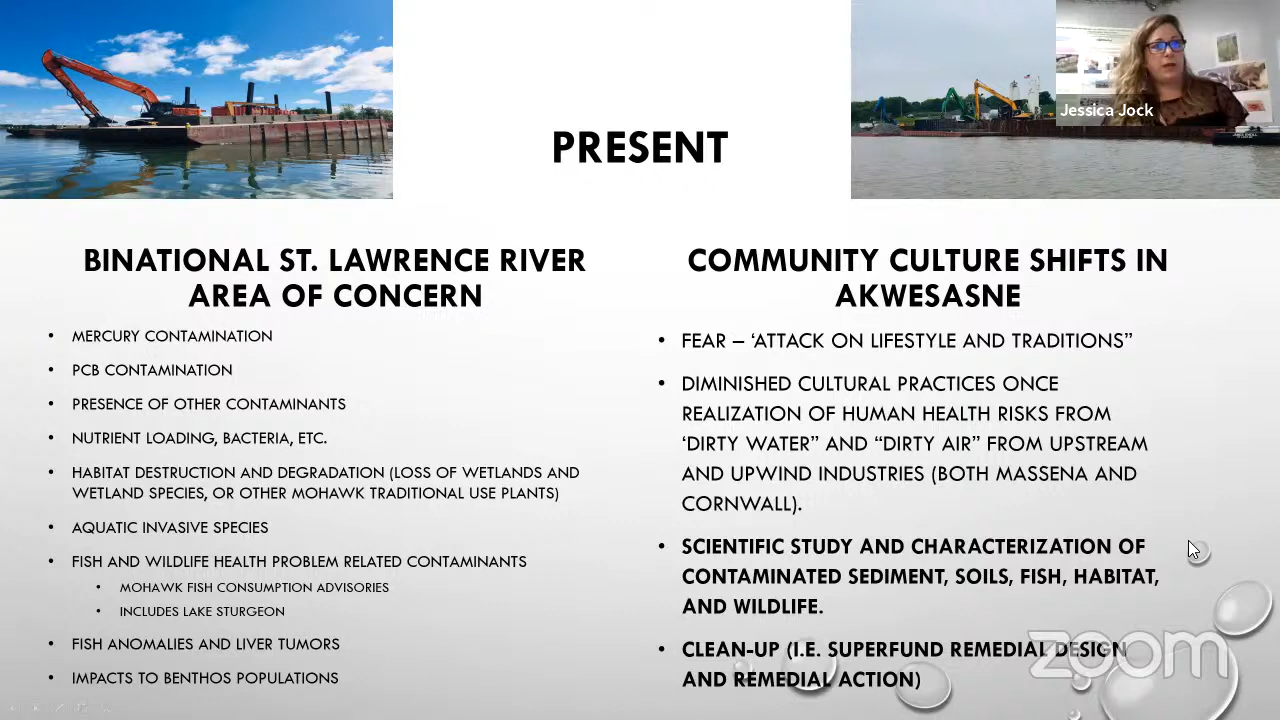 Jessica Jock
PRESENT
BINATIONAL ST. LAWRENCE RIVER
AREA OF CONCERN
• MERCURY CONTAMINATION
• PCB CONTAMINATION
• PRESENCE OF OTHER CONTAMINANTS
• NUTRIENT LOADING, BACTERIA, ETC.
• HABITAT DESTRUCTION AND DEGRADATION (LOSS OF WETLANDS AND
WETLAND SPECIES, OR OTHER MOHAWK TRADITIONAL USE PLANTS)
• AQUATIC INVASIVE SPECIES
• FISH AND WILDLIFE HEALTH PROBLEM RELATED CONTAMINANTS
• MOHAWK FISH CONSUMPTION ADVISORIES
• INCLUDES LAKE STURGEON
• FISH ANOMALIES AND LIVER TUMORS
• IMPACTS TO BENTHOS POPULATIONS
COMMUNITY CULTURE SHIFTS IN
AKWESASNE
• FEAR – ‘ATTACK ON LIFESTYLE AND TRADITIONS”
• DIMINISHED CULTURAL PRACTICES ONCE
REALIZATION OF HUMAN HEALTH RISKS FROM
‘DIRTY WATER” AND “DIRTY AIR” FROM UPSTREAM
AND UPWIND INDUSTRIES (BOTH MASSENA AND
CORNWALL).
• SCIENTIFIC STUDY AND CHARACTERIZATION OF
CONTAMINATED SEDIMENT, SOILS, FISH, HABITAT,
AND WILDLIFE.
• CLEAN-UP (I.E. SUPERFUND REMEDIAL DESIGN
AND REMEDIAL ACTION)
zoom